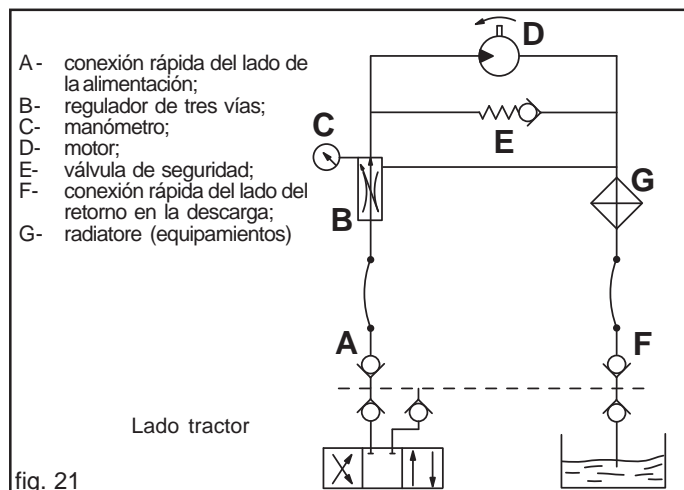 A- conexión rápida del lado de
la alimentación;
B- regulador de tres vías;
C- manómetro;
D- motor;
E- válvula de seguridad;
F- conexión rápida del lado del
retorno en la descarga;
G- radiatore (equipamientos)
D
E
C
B
G
A
F
Lado tractor
fig. 21